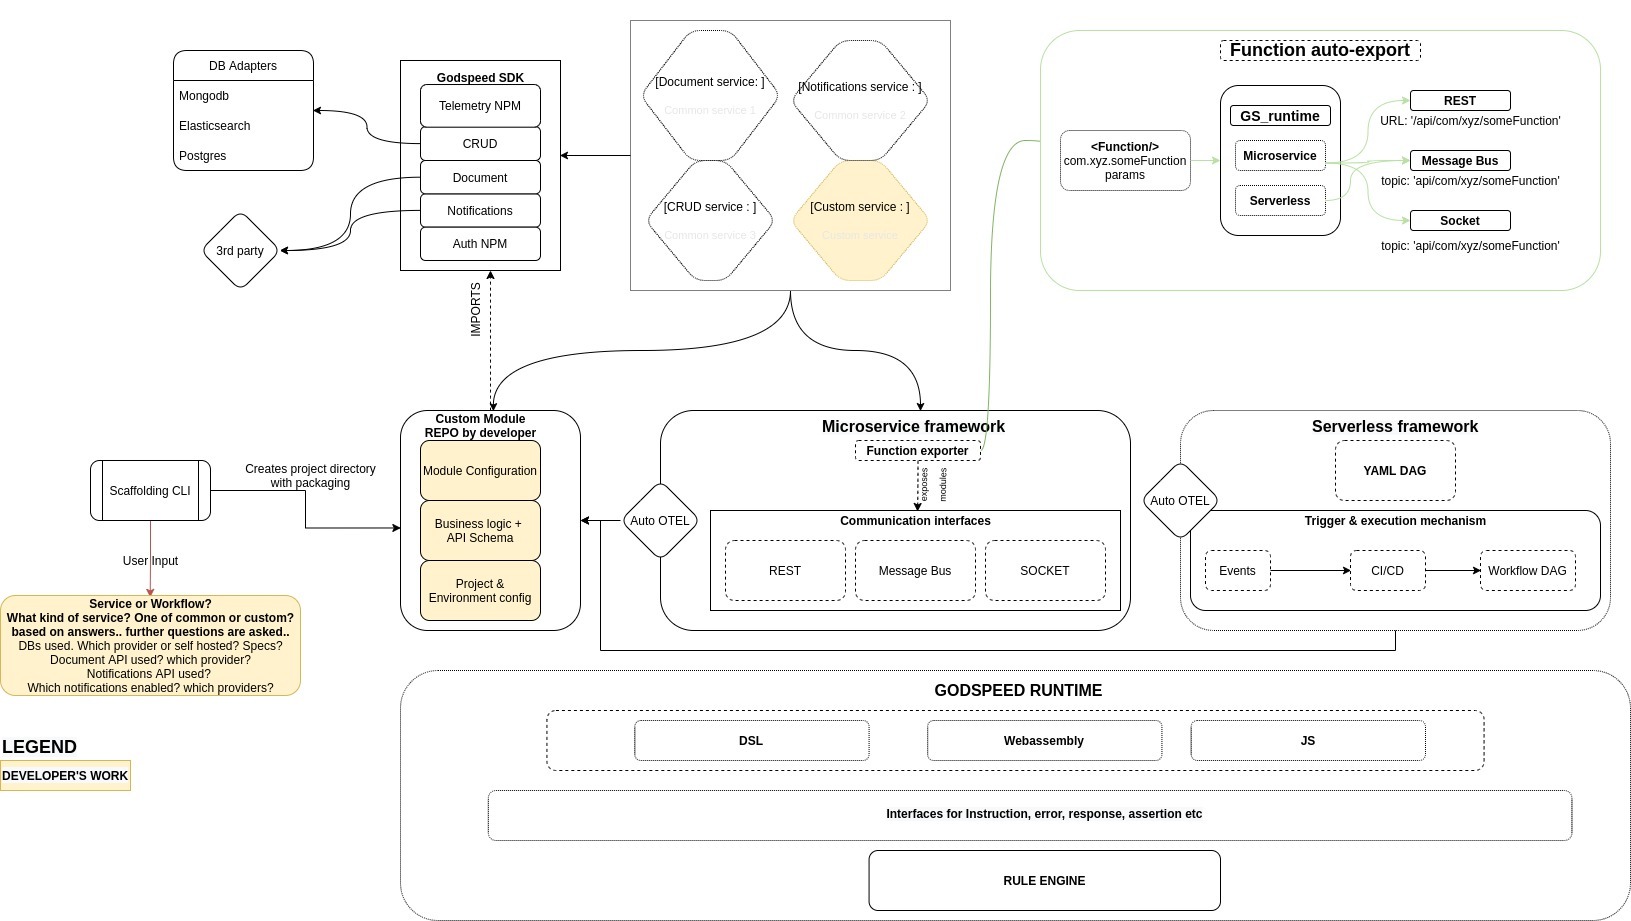 DB Adapters
Mongodb
Elasticsearch
Postgres
3rd party
Godspeed SDK
Telemetry NPM
CRUD
Document
Notifications
Auth NPM
IMPORTS
[Document service: ]
Common service 1
[Notifications service : ]
Common service 2
[CRUD service : ]
Common service 3
[Custom service : ]
Custom service
Function auto-export
<Function/>
com.xyz.someFunction
params
GS_runtime
Microservice
Serverless
REST
URL: '/api/com/xyz/someFunction'
Message Bus
topic: 'api/com/xyz/someFunction'
Socket
topic: 'api/com/xyz/someFunction'
Scaffolding CLI
Creates project directory
with packaging
User Input
Service or Workflow?
What kind of service? One of common or custom?
based on answers.. further questions are asked..
DBs used. Which provider or self hosted? Specs?
Document API used? which provider?
Notifications API used?
Which notifications enabled? which providers?
LEGEND
DEVELOPER'S WORK
Custom Module
REPO by developer
Module Configuration
Business logic +
API Schema
Project &
Environment config
Auto OTEL
Microservice framework
Function exporter
exposes
modules
Communication interfaces
REST
Message Bus
SOCKET
Serverless framework
YAML DAG
Auto OTEL
Trigger & execution mechanism
Events
CI/CD
Workflow DAG
GODSPEED RUNTIME
DSL
Webassembly
JS
Interfaces for Instruction, error, response, assertion etc
RULE ENGINE